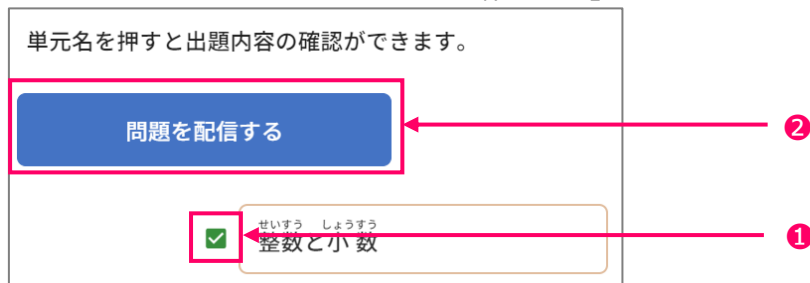 単元名を押すと出題内容の確認ができます。
問題を配信する
❷
せいすう しょうすう
整数と小数
❶